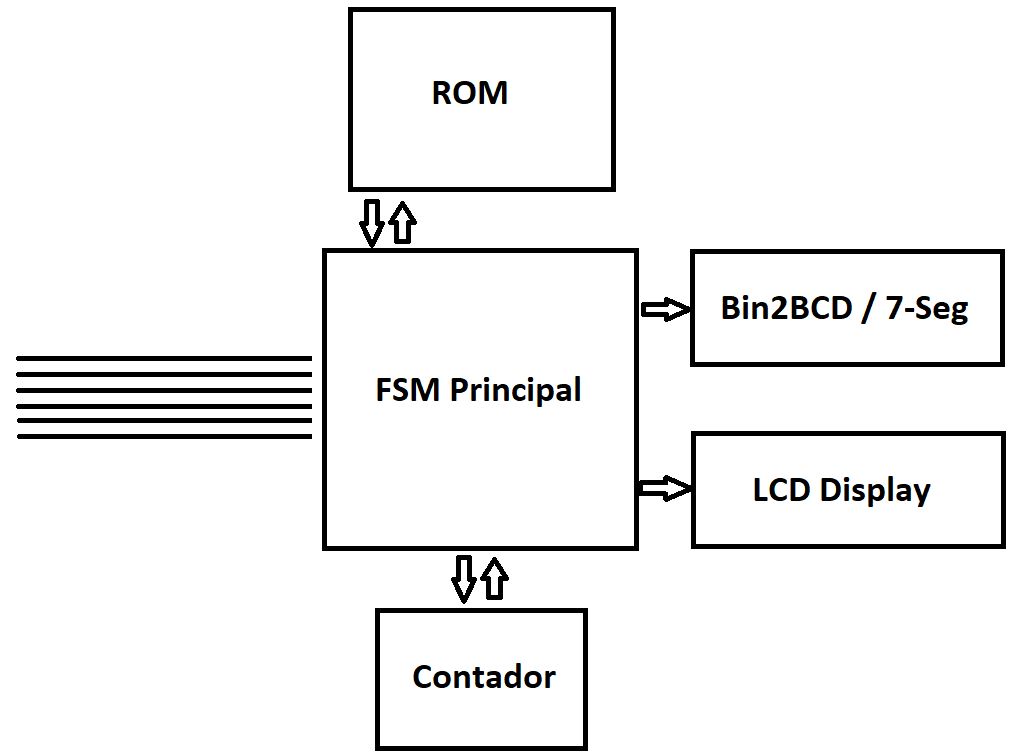 ROM
FSM Principal
Bin2BCD / 7-Seg
LCD Display
Contador